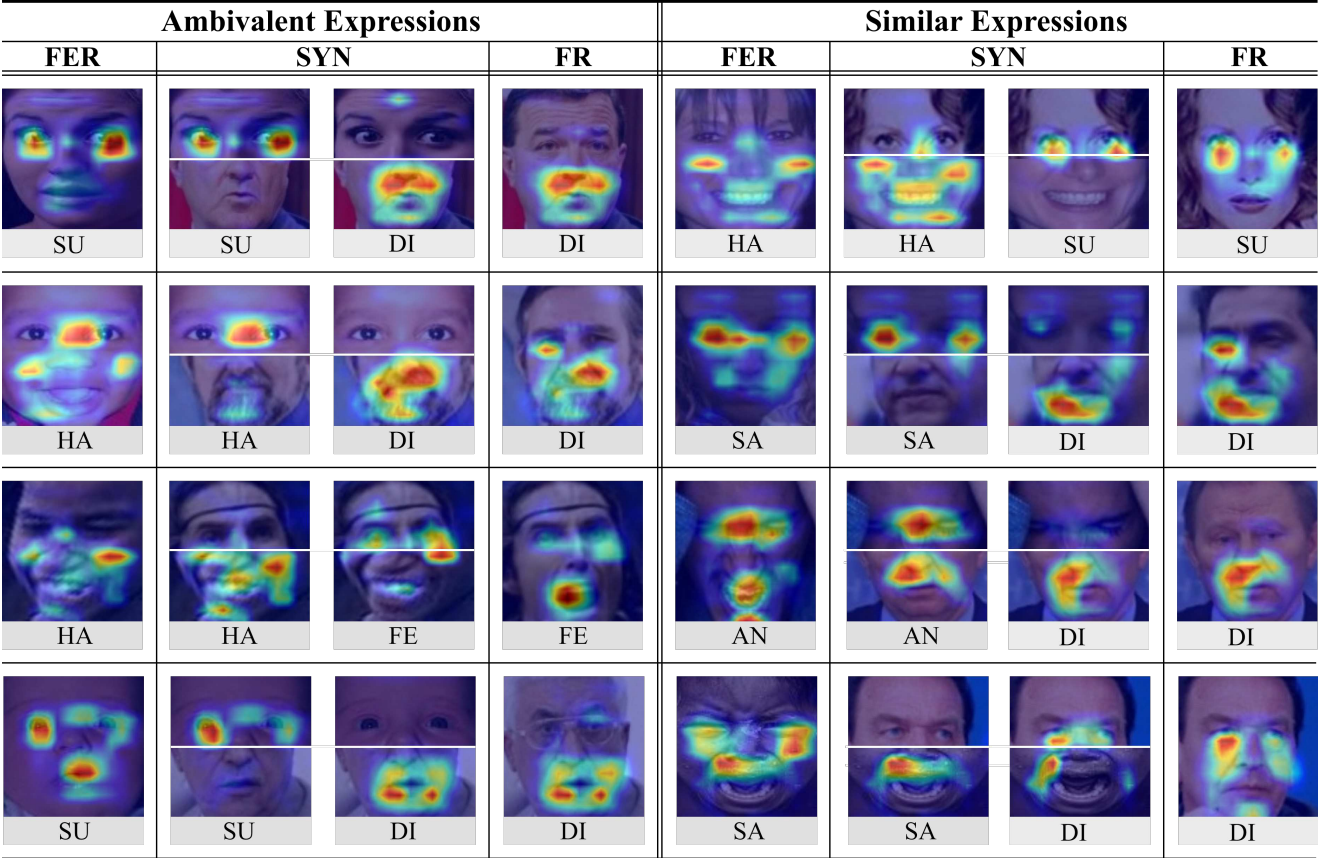 Ambivalent Expressions Similar Expressions
FER SYN FR FER SYN FR
SU SU DI DI HA HA SU SU
HA HA DI DI SA SA DI DI
HA HA FE FE AN AN DI DI
SU SU DI DI SA SA DI DI